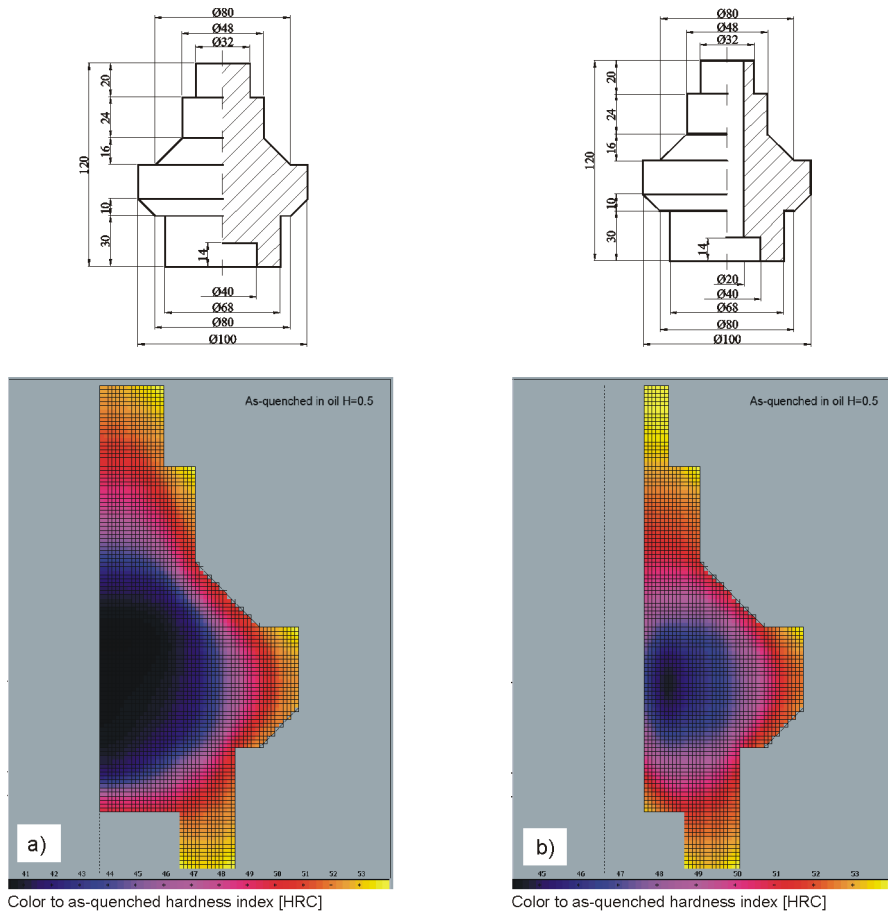 Ø80
Ø48
Ø32
20
24
16
120
10
30
14
Ø40
Ø68
Ø80
Ø100
Ø80
Ø48
Ø32
20
24
16
120
10
30
14
Ø20
Ø40
Ø68
Ø80
Ø100
As-quenched in oil H=0.5
a)
41 42 43 44 45 46 47 48 49 50 51 52 53
Color to as-quenched hardness index [HRC]
As-quenched in oil H=0.5
b)
45 46 47 48 49 50 51 52 53
Color to as-quenched hardness index [HRC]